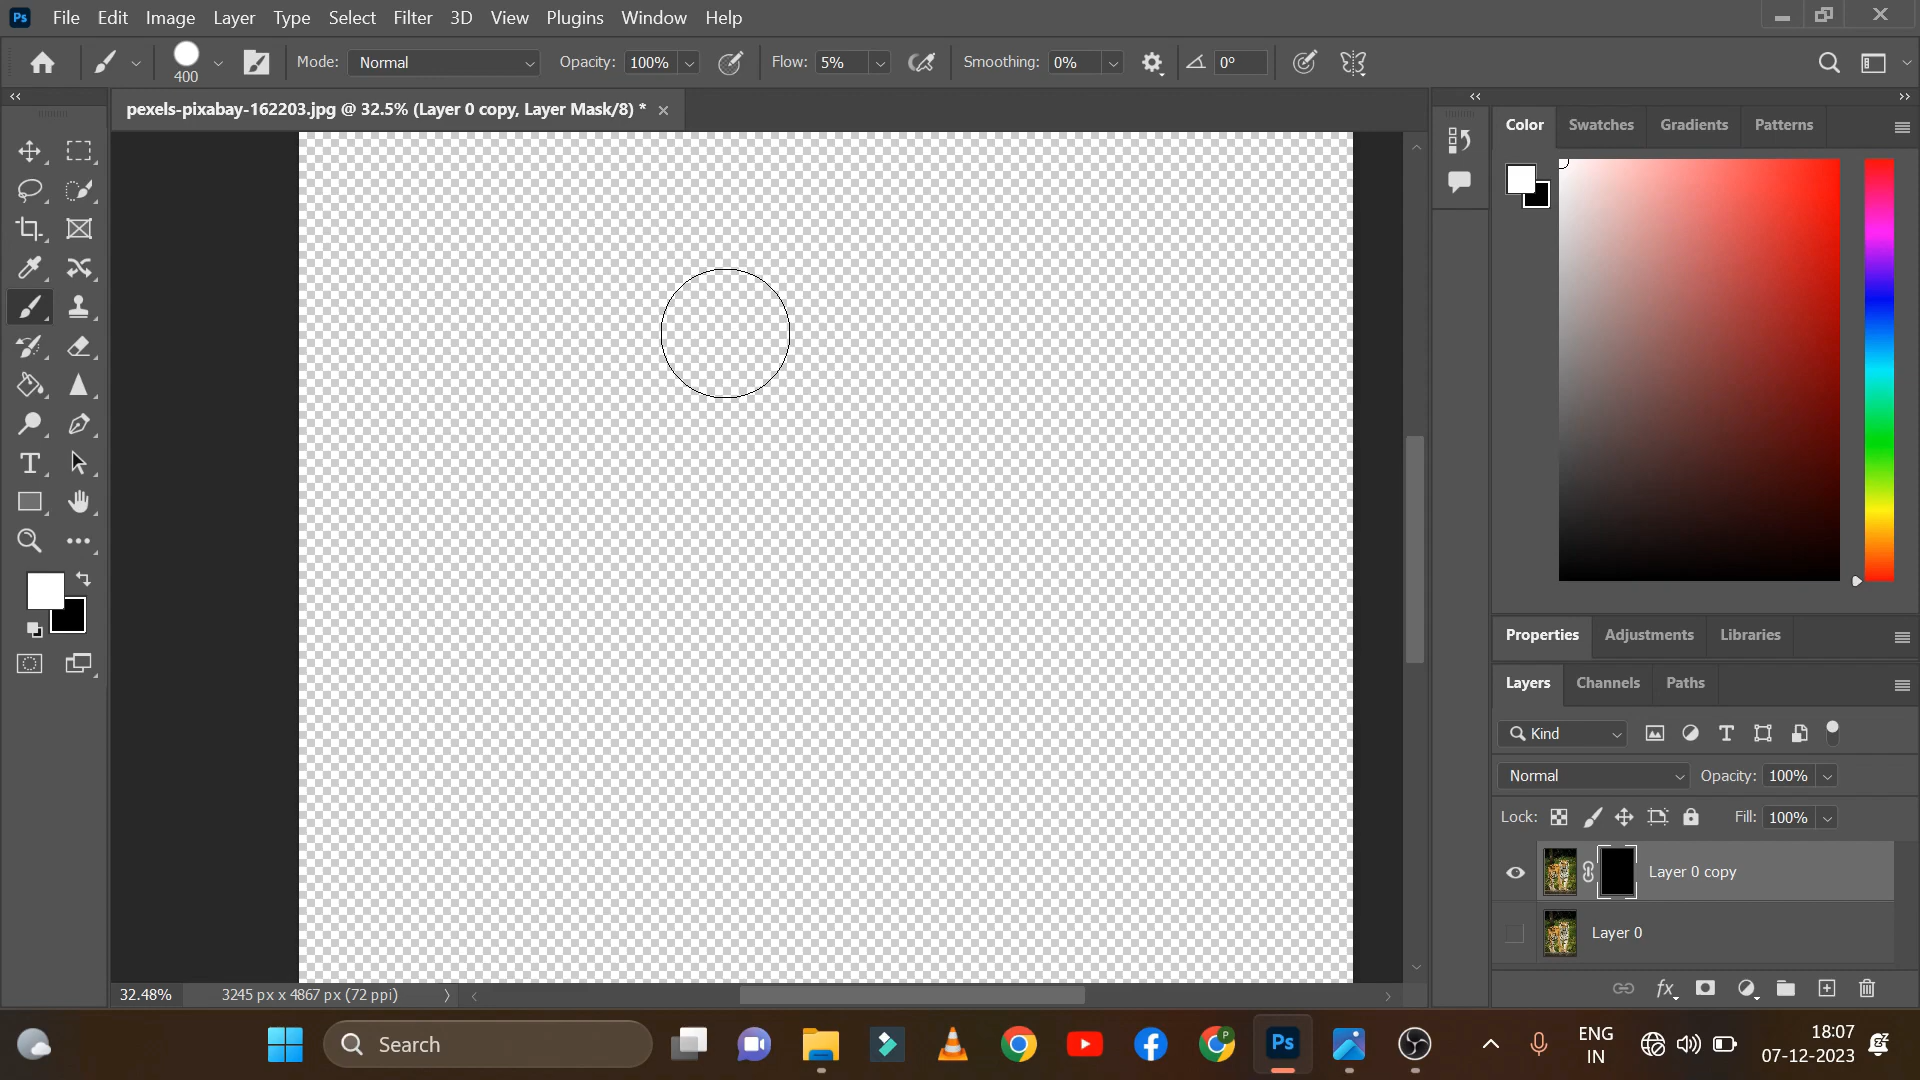 Ps File Edit Image Layer Type Select Filter 3D View Plugins Window Help
400 Mode: Normal Opacity: 100% Flow: 5% Smoothing: 0% 0°
pexels-pixabay-162203.jpg @ 32.5% (Layer 0 copy, Layer Mask/8) *
Color Swatches Gradients Patterns
Properties Adjustments Libraries
Layers Channels Paths
Kind
Normal Opacity: 100%
Lock: Fill: 100%
Layer 0 copy
Layer 0
fx
32.48% 3245 px x 4867 px (72 ppi)
Search
Ps
P
ENG
IN
18:07
07-12-2023